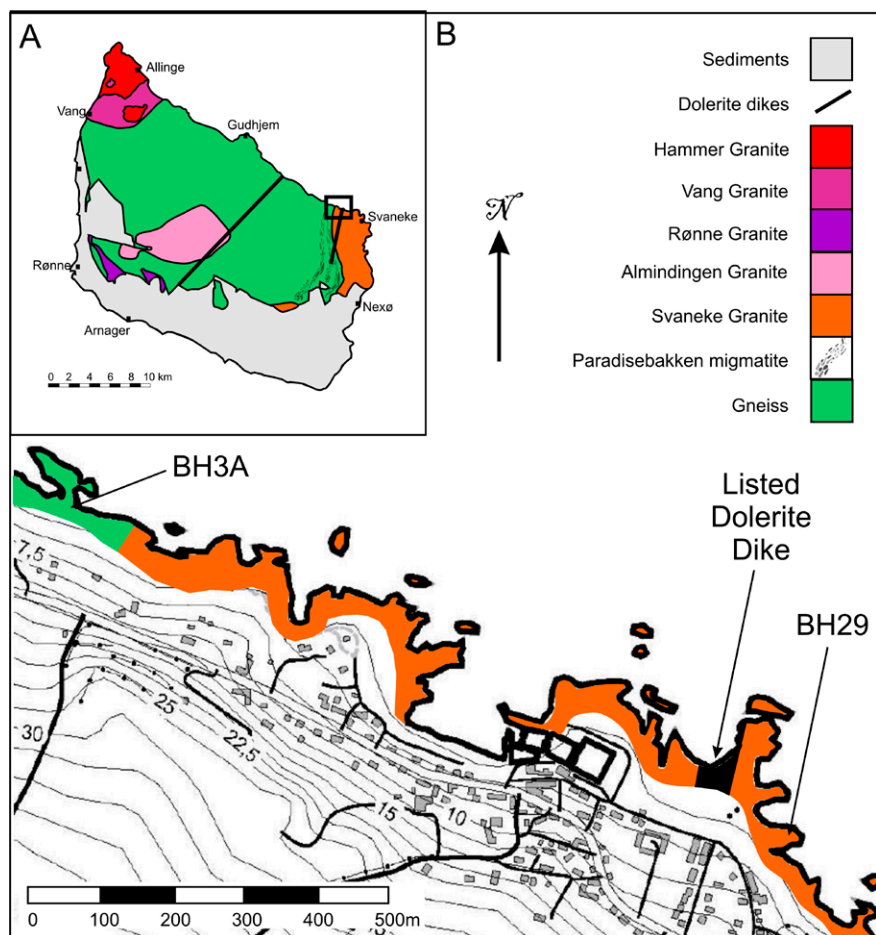 A
Allinge
Vang
Gudhjem
Svaneke
Rønne
Nexø
Arnager
0 2 4 6 8 10 km
B
N
Sediments
Dolerite dikes
Hammer Granite
Vang Granite
Rønne Granite
Almindingen Granite
Svaneke Granite
Paradisebakken migmatite
Gneiss
BH3A
Listed
Dolerite
Dike
BH29
7,5
25
22,5
30
15
10
0 100 200 300 400 500m